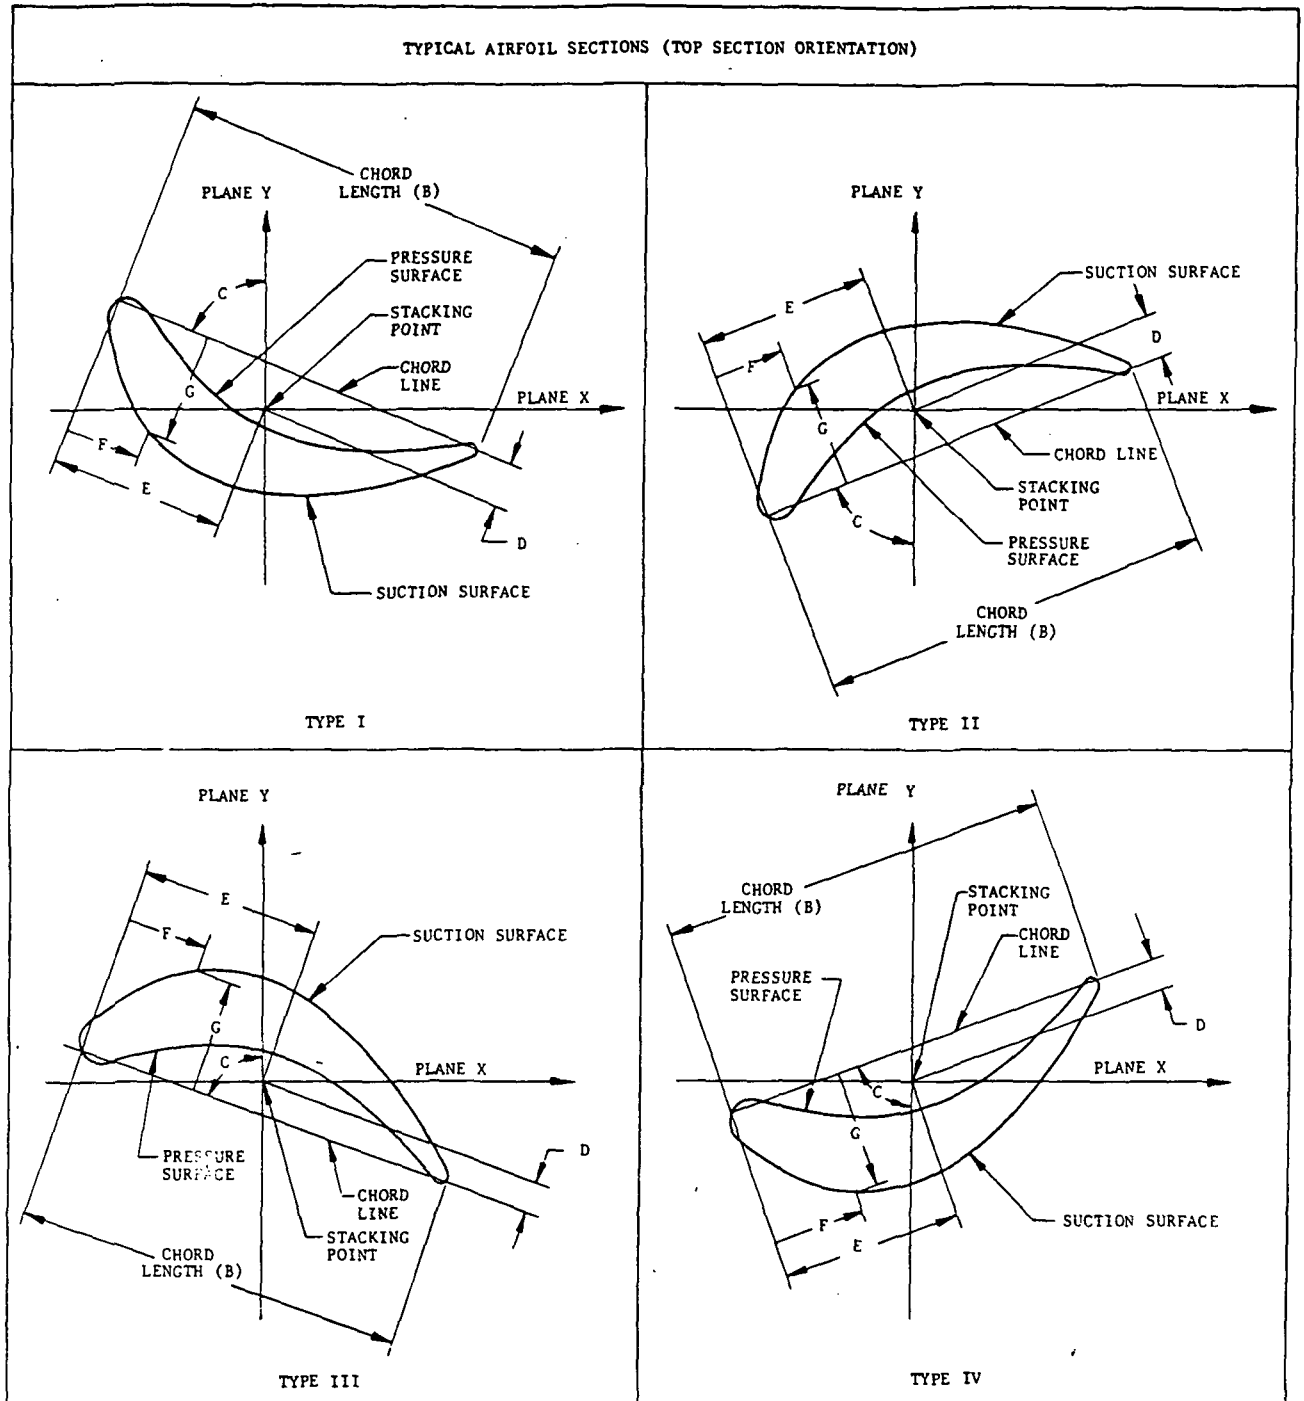 TYPICAL AIRFOIL SECTIONS (TOP SECTION ORIENTATION)
CHORD
LENGTH (B)
PLANE Y
PRESSURE
SURFACE
C
STACKING
POINT
CHORD
LINE
G
PLANE X
F
E
D
SUCTION SURFACE
TYPE I
PLANE Y
SUCTION SURFACE
E
D
F
PLANE X
G
CHORD LINE
STACKING
POINT
C
PRESSURE
SURFACE
CHORD
LENGTH (B)
TYPE II
PLANE Y
E
F
SUCTION SURFACE
G
C
PLANE X
D
PRESSURE
SURFACE
CHORD
LINE
STACKING
POINT
CHORD
LENGTH (B)
TYPE III
PLANE Y
CHORD
LENGTH (B)
STACKING
POINT
CHORD
LINE
PRESSURE
SURFACE
D
PLANE X
C
G
F
E
SUCTION SURFACE
TYPE IV